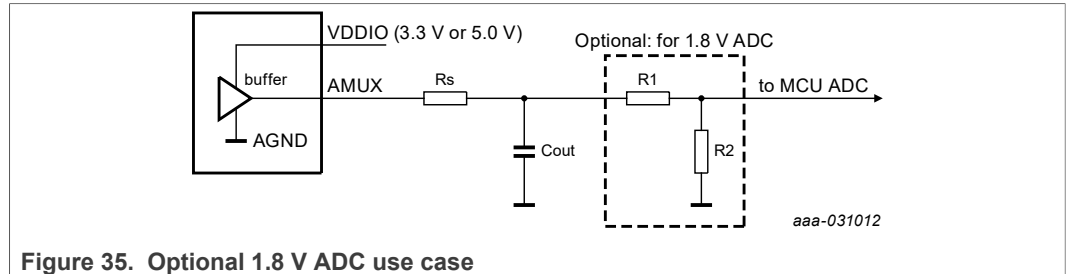 VDDIO (3.3 V or 5.0 V)
Optional: for 1.8 V ADC
buffer
AMUX
Rs
R1
to MCU ADC
AGND
Cout
R2
aaa-031012
Figure 35. Optional 1.8 V ADC use case